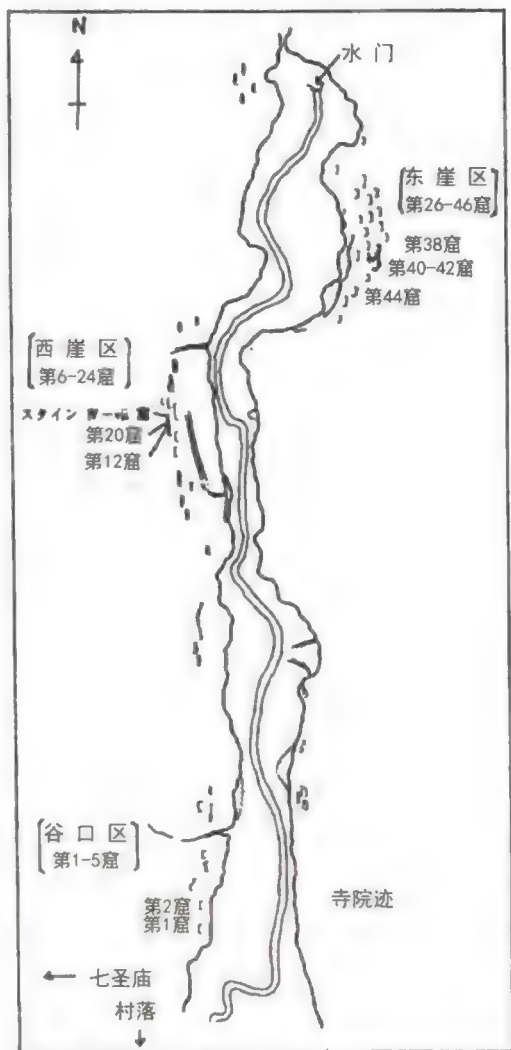 N
水门
东崖区
第26-46窟
第38窟
第40-42窟
第44窟
西崖区
第6-24窟
スタイン 窟
第20窟
第12窟
谷口区
第1-5窟
第2窟
第1窟
寺院迹
← 七圣庙
村落
↓